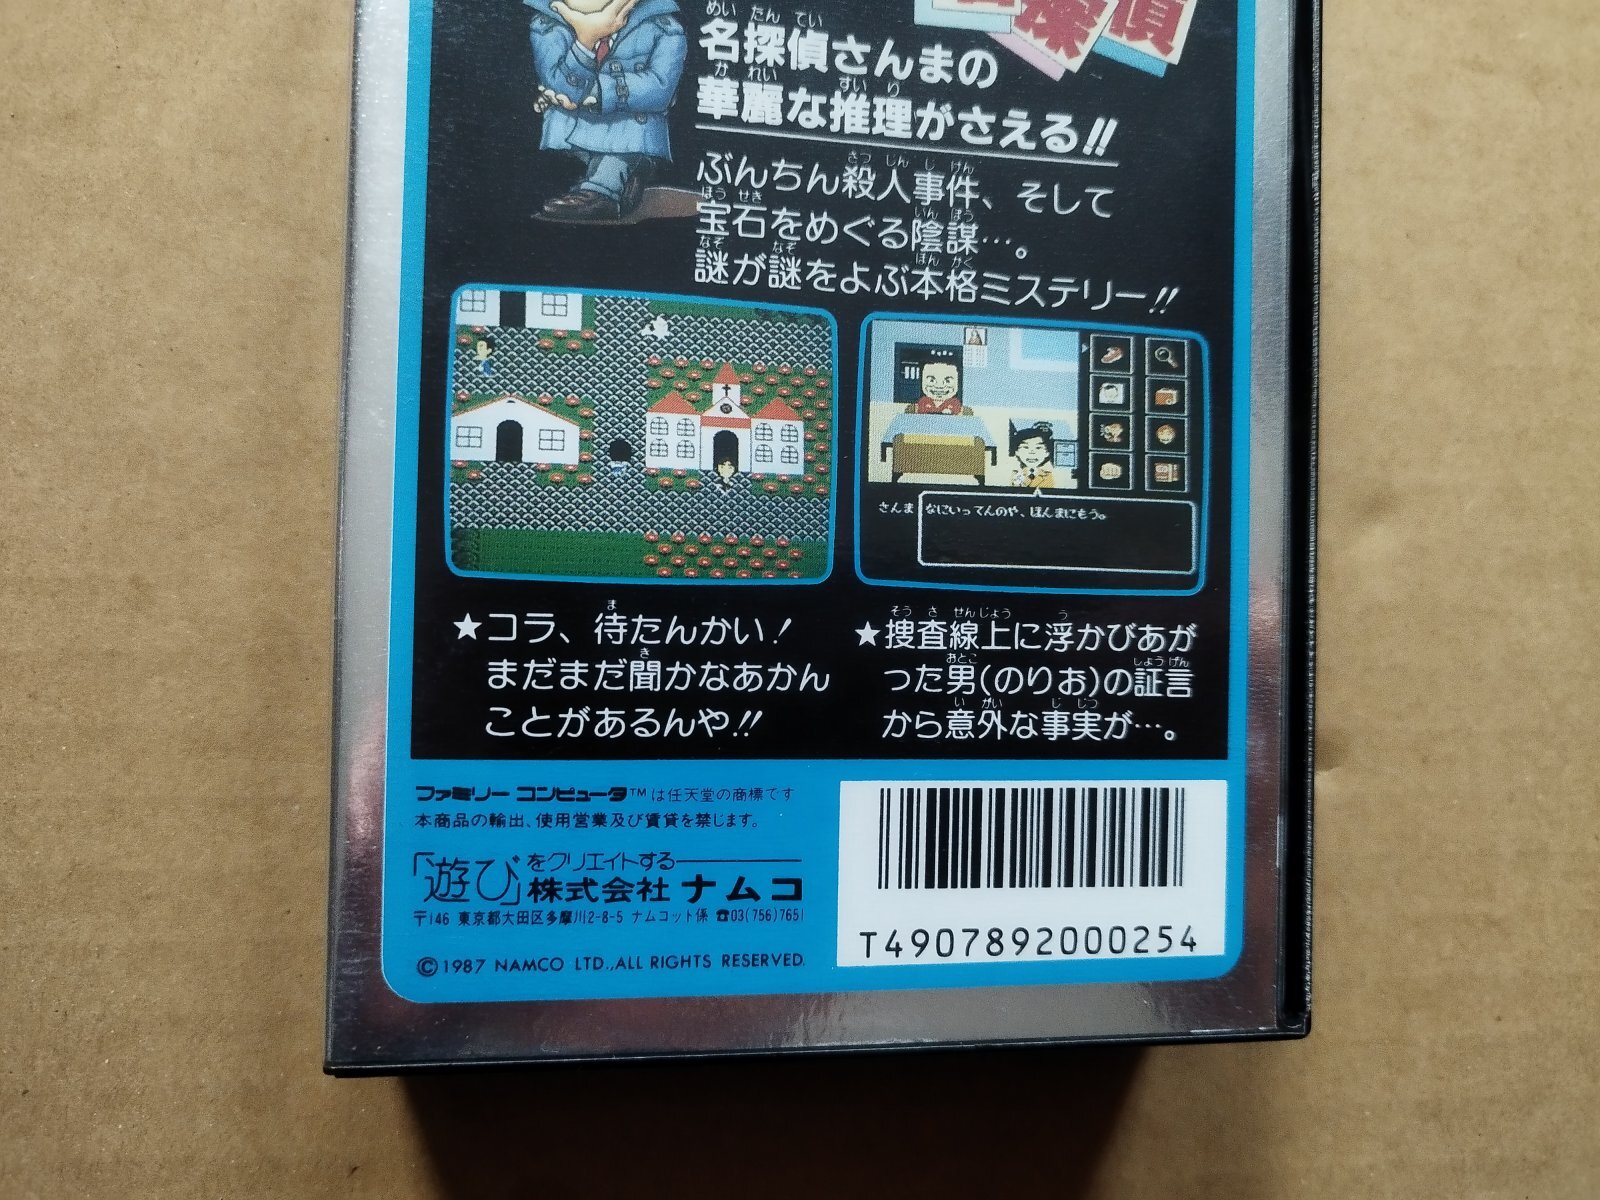 探偵
名探偵さんまの
華麗な推理がさえる!!
ぶんちん殺人事件、そして
宝石をめぐる陰謀…。
謎が謎をよぶ本格ミステリー!!
さんま なにいってんのや、ほんまにもう。
★コラ、待たんかい!
まだまだ聞かなあかん
ことがあるんや!!
★捜査線上に浮かびあが
った男(のりお)の証言
から意外な事実が…。
ファミリーコンピュータ™は任天堂の商標です
本商品の輸出、使用営業及び賃貸を禁じます。
「遊び」をクリエイトする
株式会社ナムコ
〒146 東京都大田区多摩川2-8-5 ナムコット係 ☎03(756)7651
©1987 NAMCO LTD.,ALL RIGHTS RESERVED.
T4907892000254